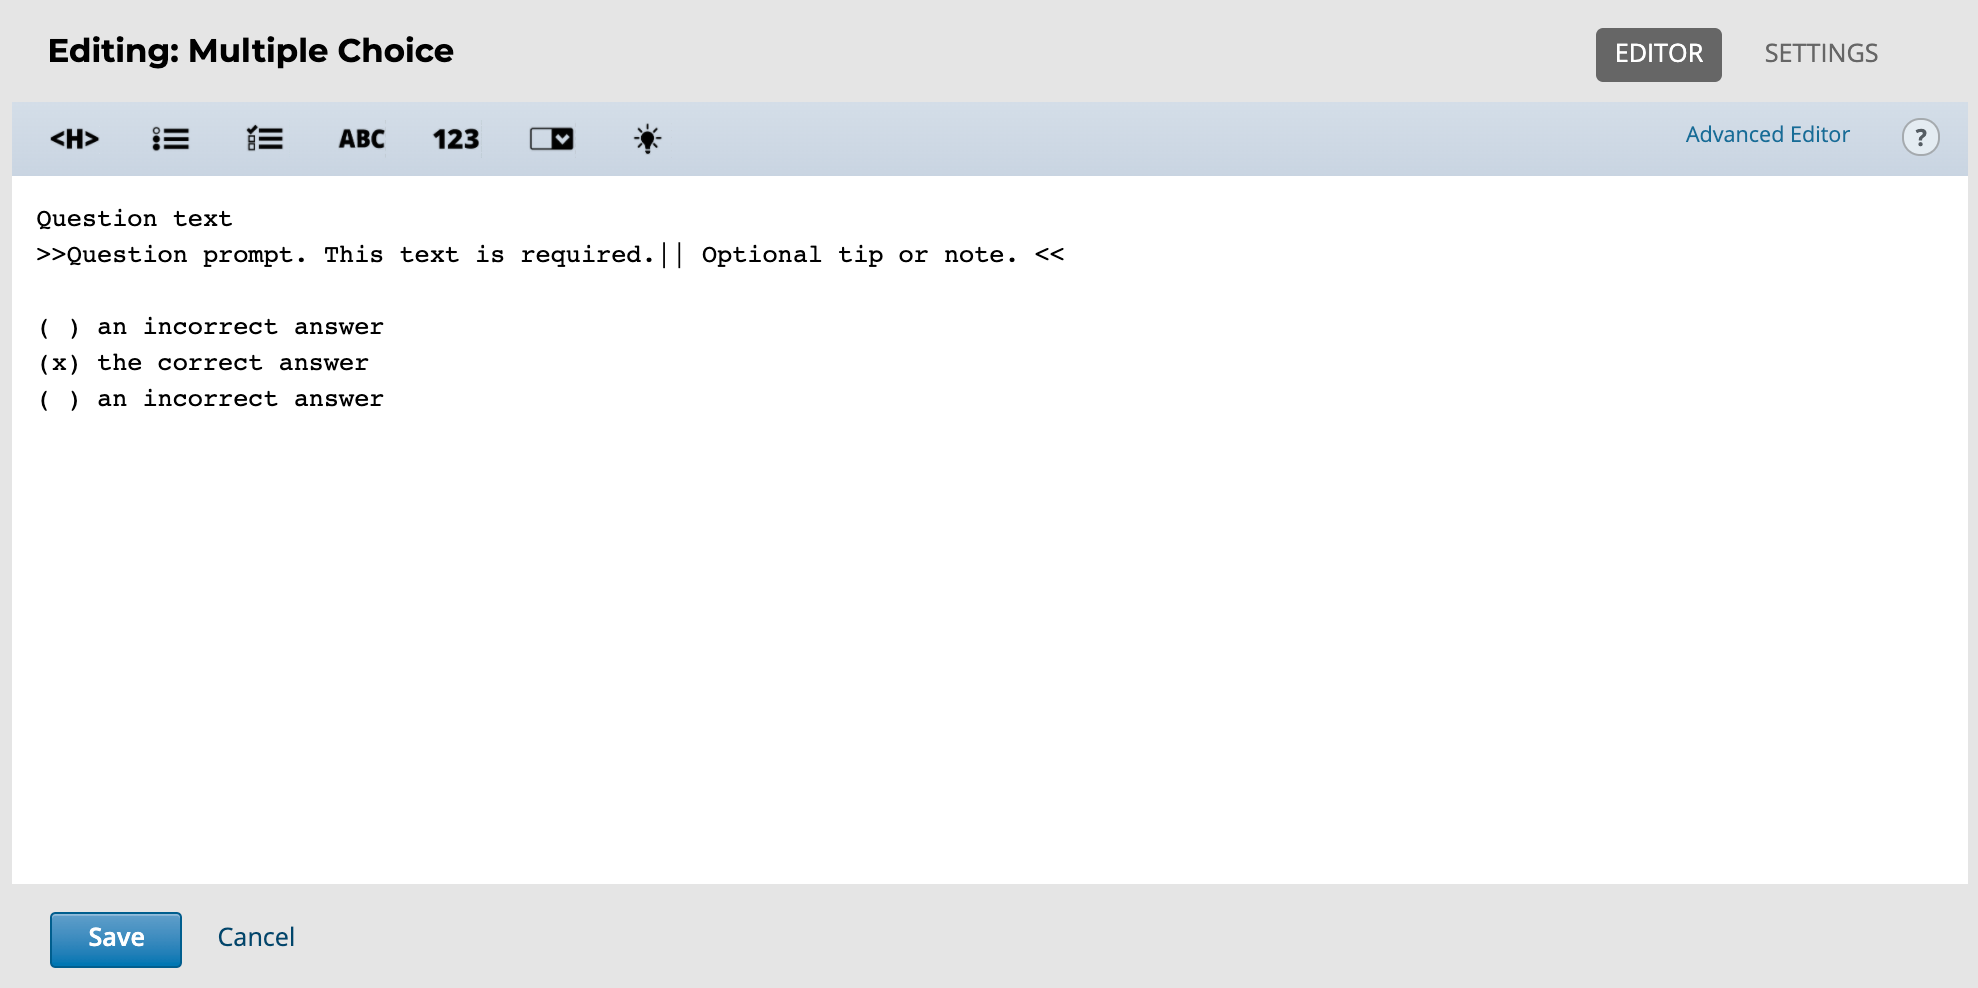 Editing: Multiple Choice
EDITOR SETTINGS
<H> ABC 123 Advanced Editor ?
Question text
>>Question prompt. This text is required.|| Optional tip or note. <<
( ) an incorrect answer
(x) the correct answer
( ) an incorrect answer
Save Cancel